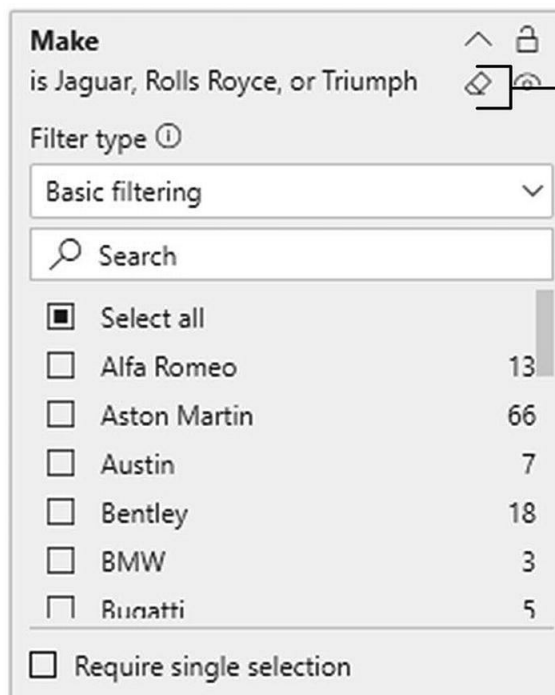 Make
is Jaguar, Rolls Royce, or Triumph
Filter type
Basic filtering
Search
Select all
Alfa Romeo 13
Aston Martin 66
Austin 7
Bentley 18
BMW 3
Bugatti 5
Require single selection